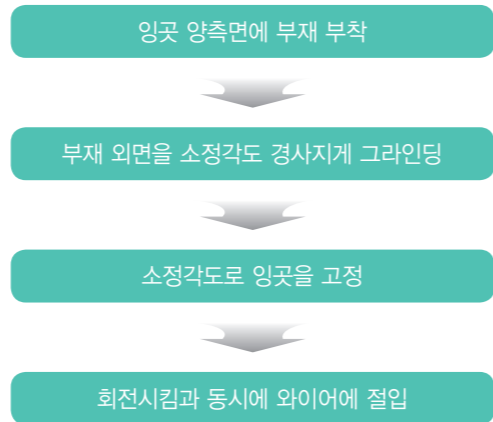 잉곳 양측면에 부재 부착
부재 외면을 소정각도 경사지게 그라인딩
소정각도로 잉곳을 고정
회전시킴과 동시에 와이어에 절입